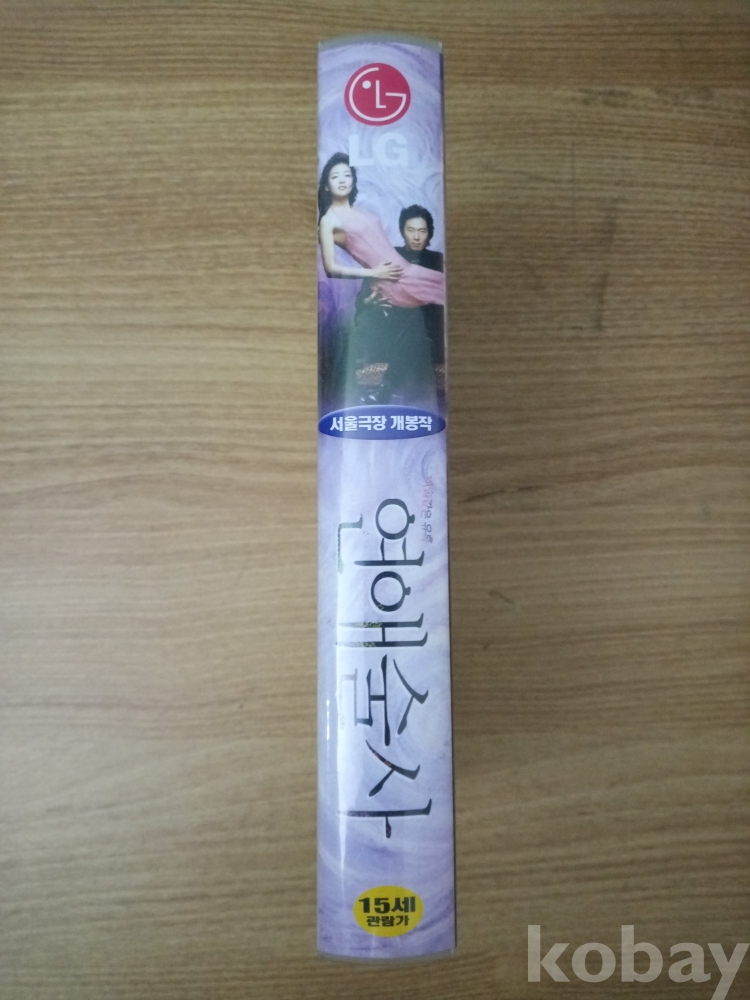 LG
서울극장 개봉작
연애술사
15세
관람가
kobay